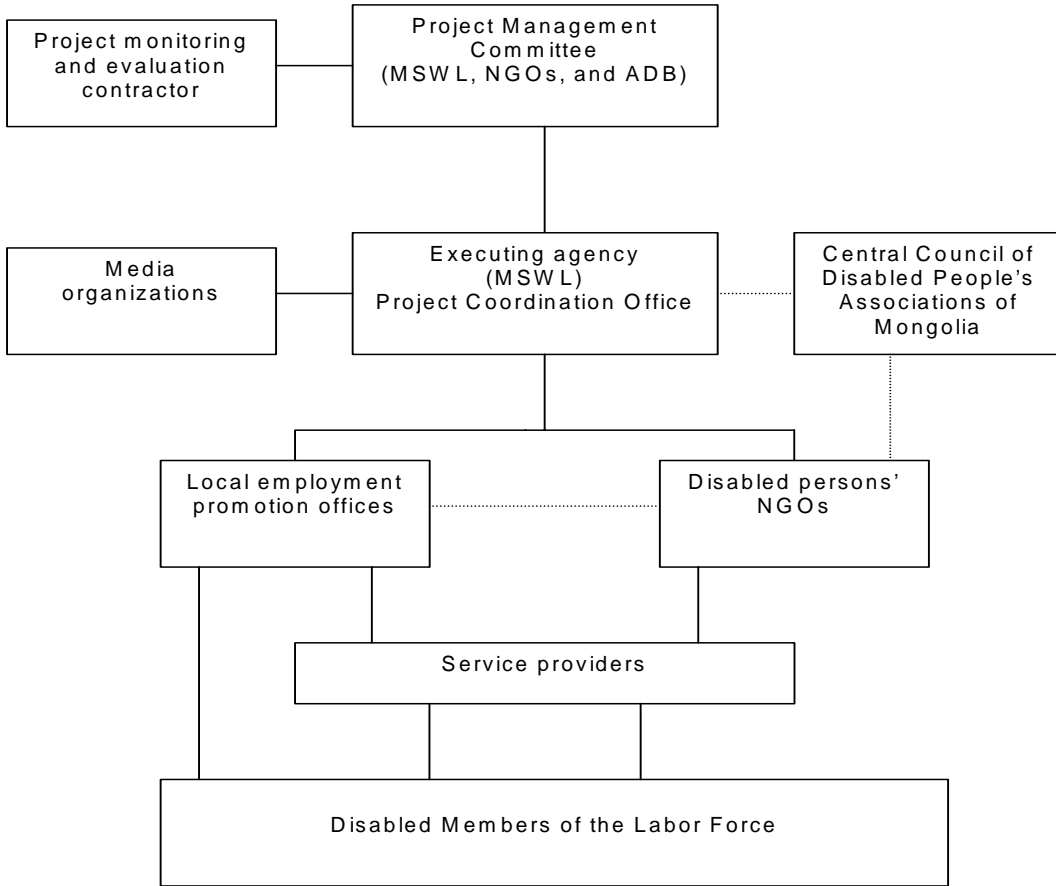 Project monitoring
and evaluation
contractor
Project Management
Committee
(MSWL, NGOs, and ADB)
Media
organizations
Executing agency
(MSWL)
Project Coordination Office
Central Council of
Disabled People’s
Associations of
Mongolia
Local employment
promotion offices
Disabled persons’
NGOs
Service providers
Disabled Members of the Labor Force